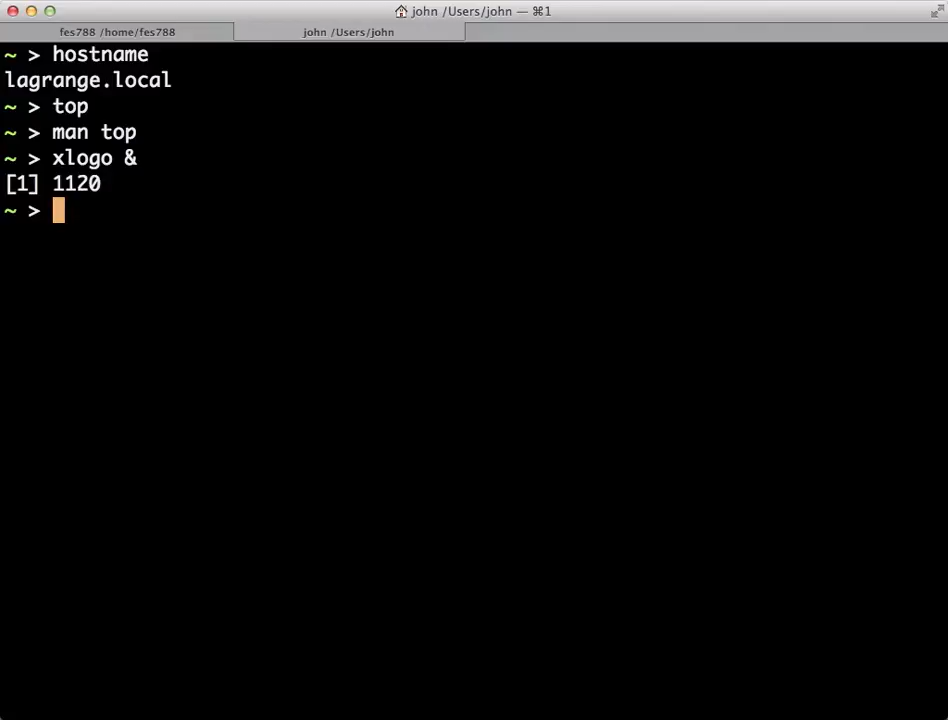 john /Users/john — ⌘1
fes788 /home/fes788
john /Users/john
~ > hostname
lagrange.local
~ > top
~ > man top
~ > xlogo &
[1] 1120
~ >